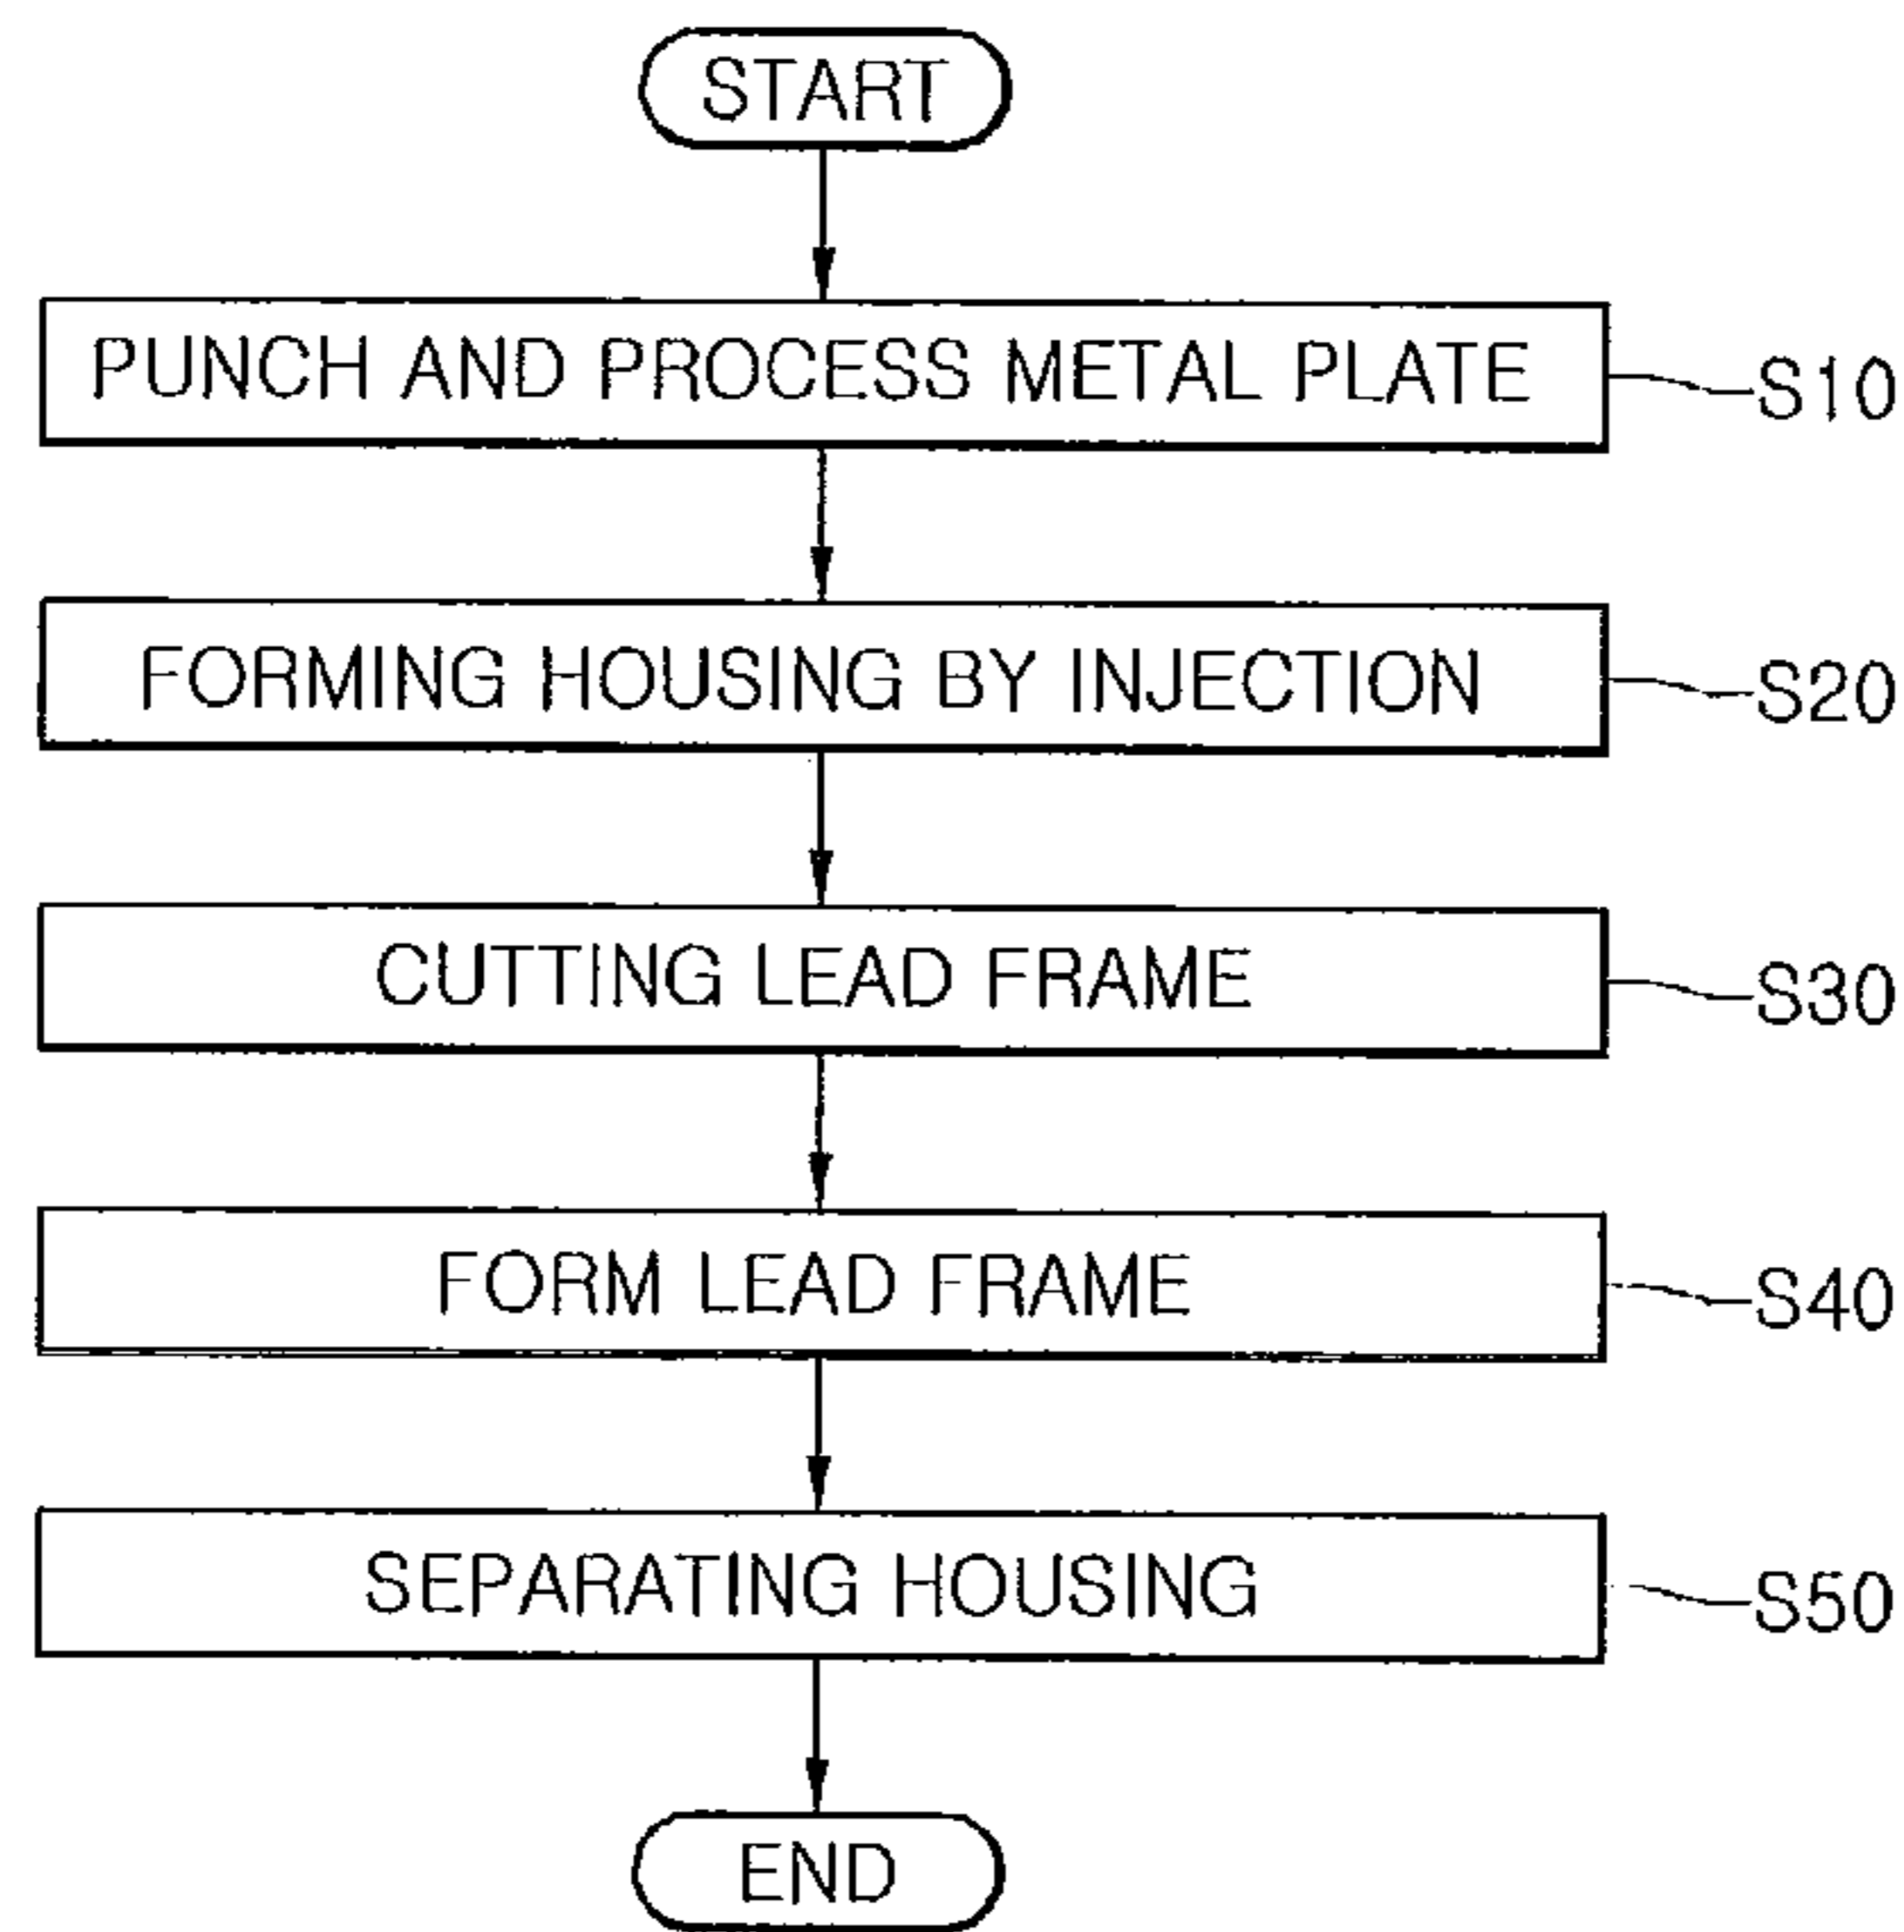 START
PUNCH AND PROCESS METAL PLATE
S10
FORMING HOUSING BY INJECTION
S20
CUTTING LEAD FRAME
S30
FORM LEAD FRAME
S40
SEPARATING HOUSING
S50
END